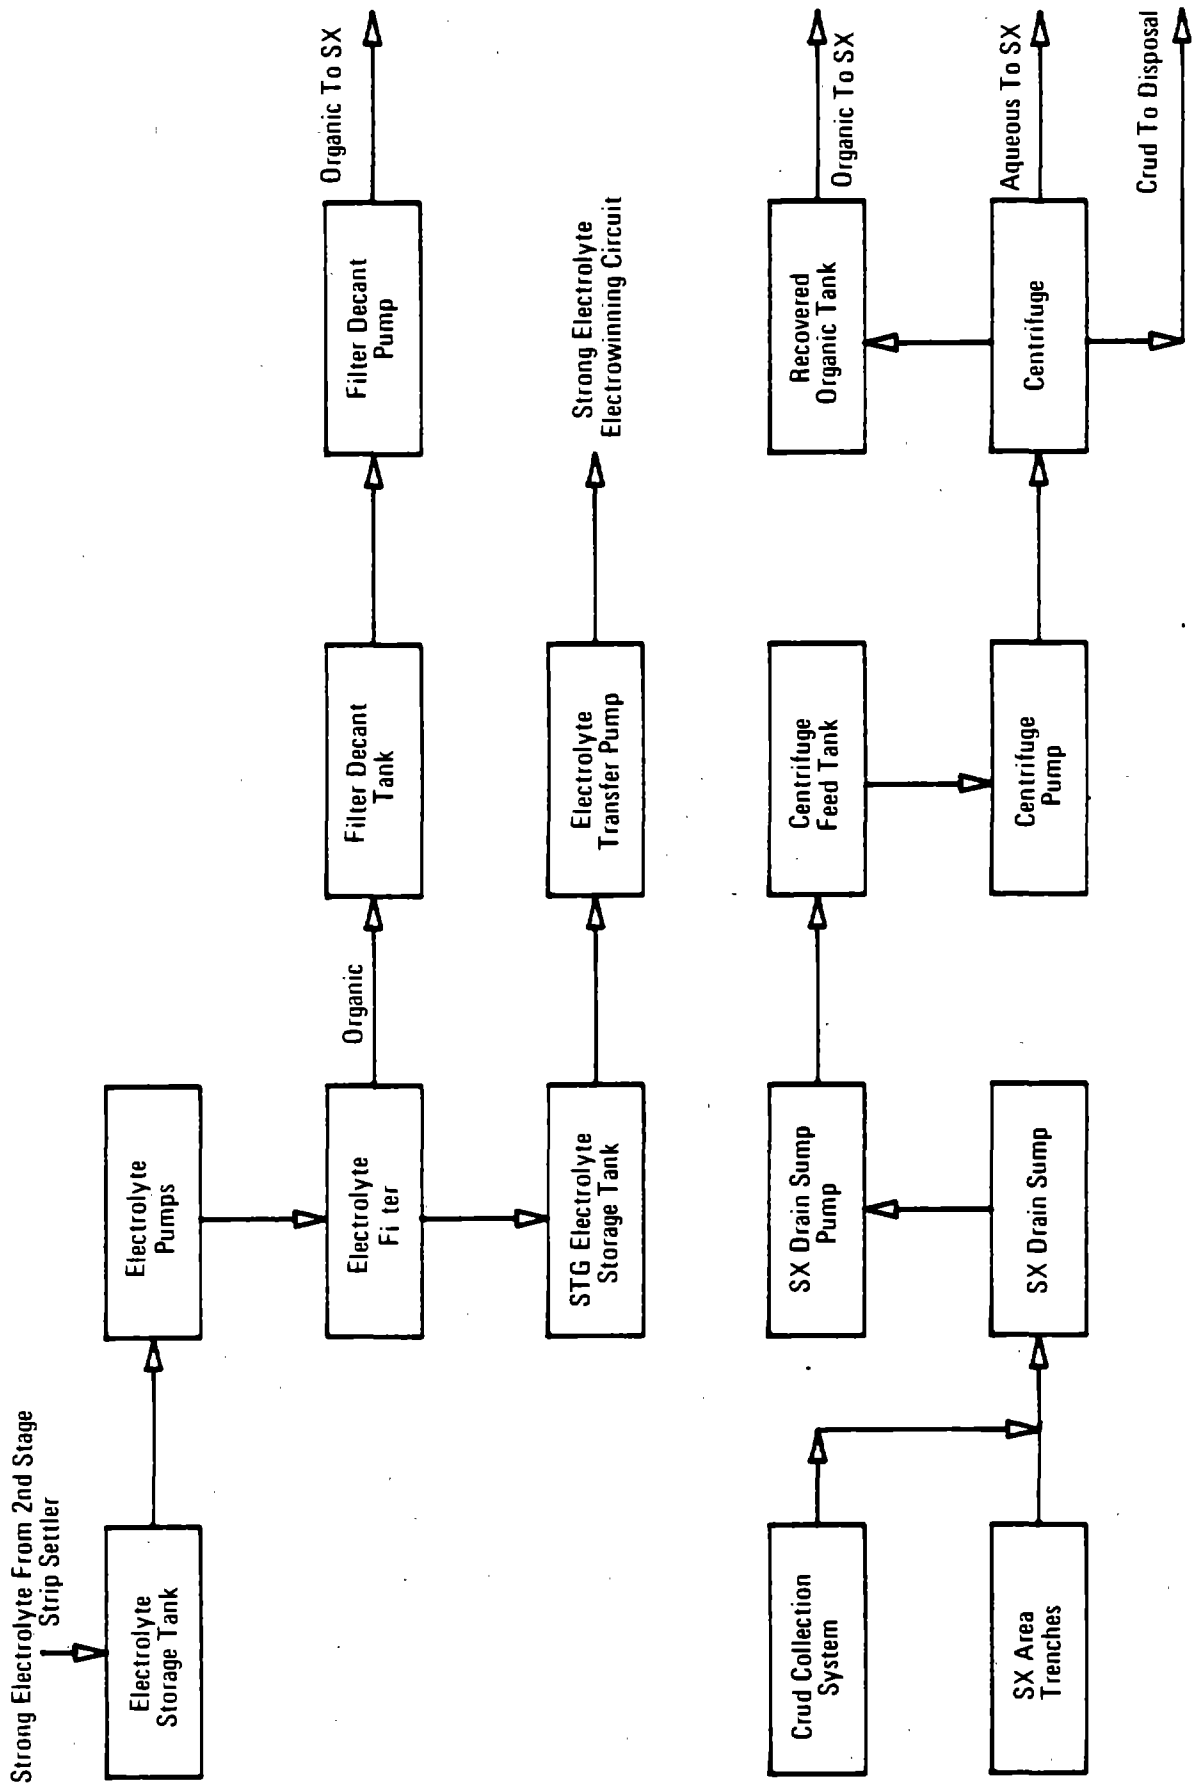 Strong Electrolyte From 2nd Stage
Strip Settler
Electrolyte
Storage Tank
Electrolyte
Pumps
Electrolyte
Fi ter
Organic
Filter Decant
Tank
Filter Decant
Pump
Organic To SX
STG Electrolyte
Storage Tank
Electrolyte
Transfer Pump
Strong Electrolyte
Electrowinning Circuit
Crud Collection
System
SX Area
Trenches
SX Drain Sump
Pump
SX Drain Sump
Centrifuge
Feed Tank
Centrifuge
Pump
Recovered
Organic Tank
Organic To SX
Centrifuge
Aqueous To SX
Crud To Disposal